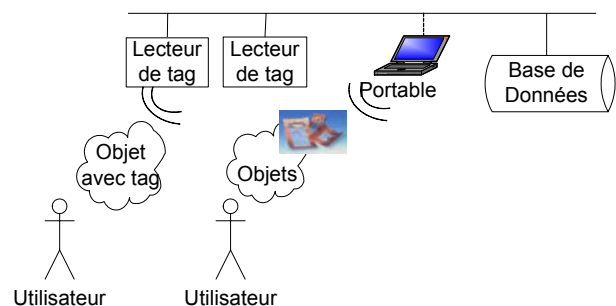 Lecteur
de tag
Lecteur
de tag
Portable
Base de
Données
Objet
avec tag
Objets
Utilisateur
Utilisateur